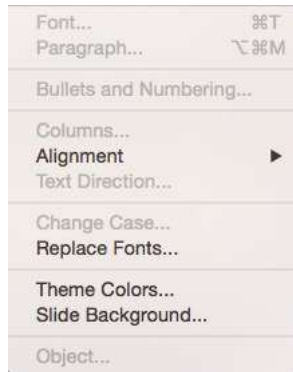 Font... ⌘T
Paragraph... ⌥⌘M
Bullets and Numbering...
Columns...
Alignment ▶
Text Direction...
Change Case...
Replace Fonts...
Theme Colors...
Slide Background...
Object...